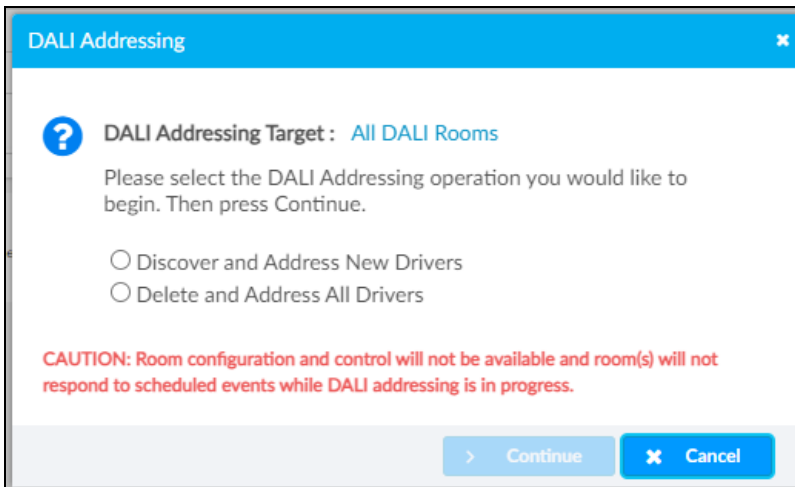 DALI Addressing
DALI Addressing Target : All DALI Rooms
Please select the DALI Addressing operation you would like to
begin. Then press Continue.
Discover and Address New Drivers
Delete and Address All Drivers
CAUTION: Room configuration and control will not be available and room(s) will not
respond to scheduled events while DALI addressing is in progress.
Continue
Cancel